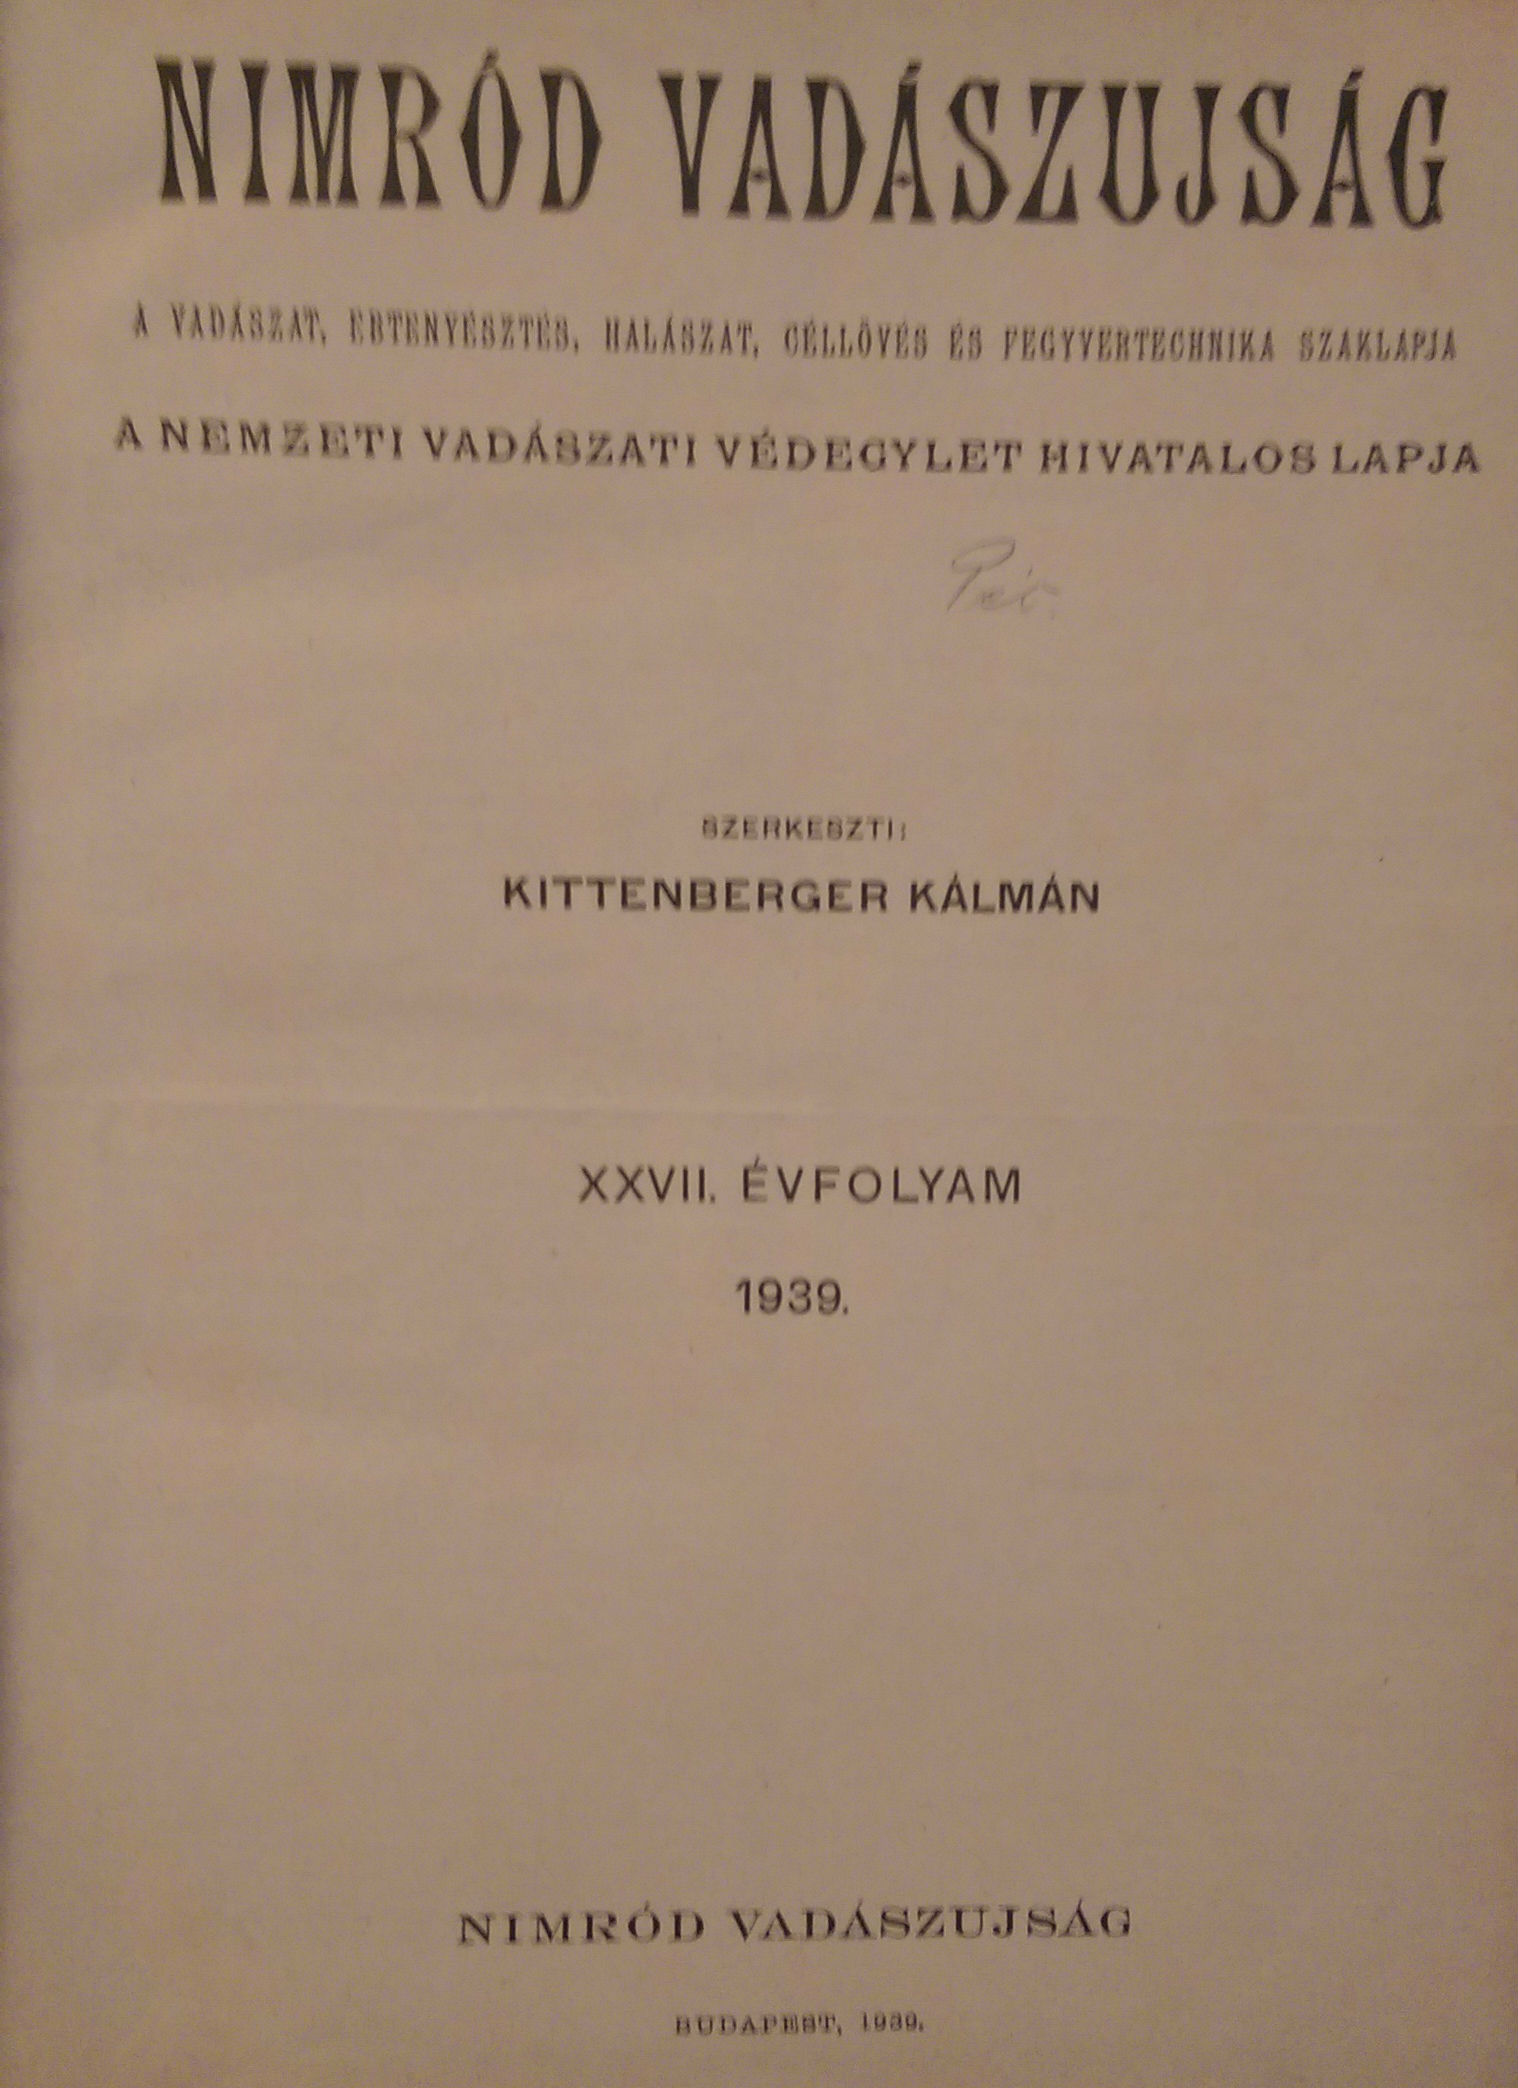 NIMRÓD VADÁSZUJSÁG
A VADÁSZAT, EBTENYÉSZTÉS, HALÁSZAT, CÉLLÖVÉS ÉS FEGYVERTECHNIKA SZAKLAPJA
A NEMZETI VADÁSZATI VÉDEGYLET HIVATALOS LAPJA
SZERKESZTI:
KITTENBERGER KÁLMÁN
XXVII. ÉVFOLYAM
1939.
NIMRÓD VADÁSZUJSÁG
BUDAPEST, 1939.